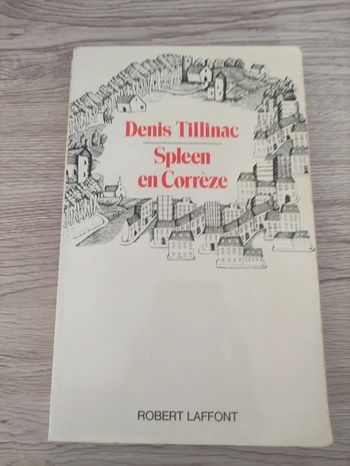 Denis Tillinac
Spleen
en Corrèze
ROBERT LAFFONT